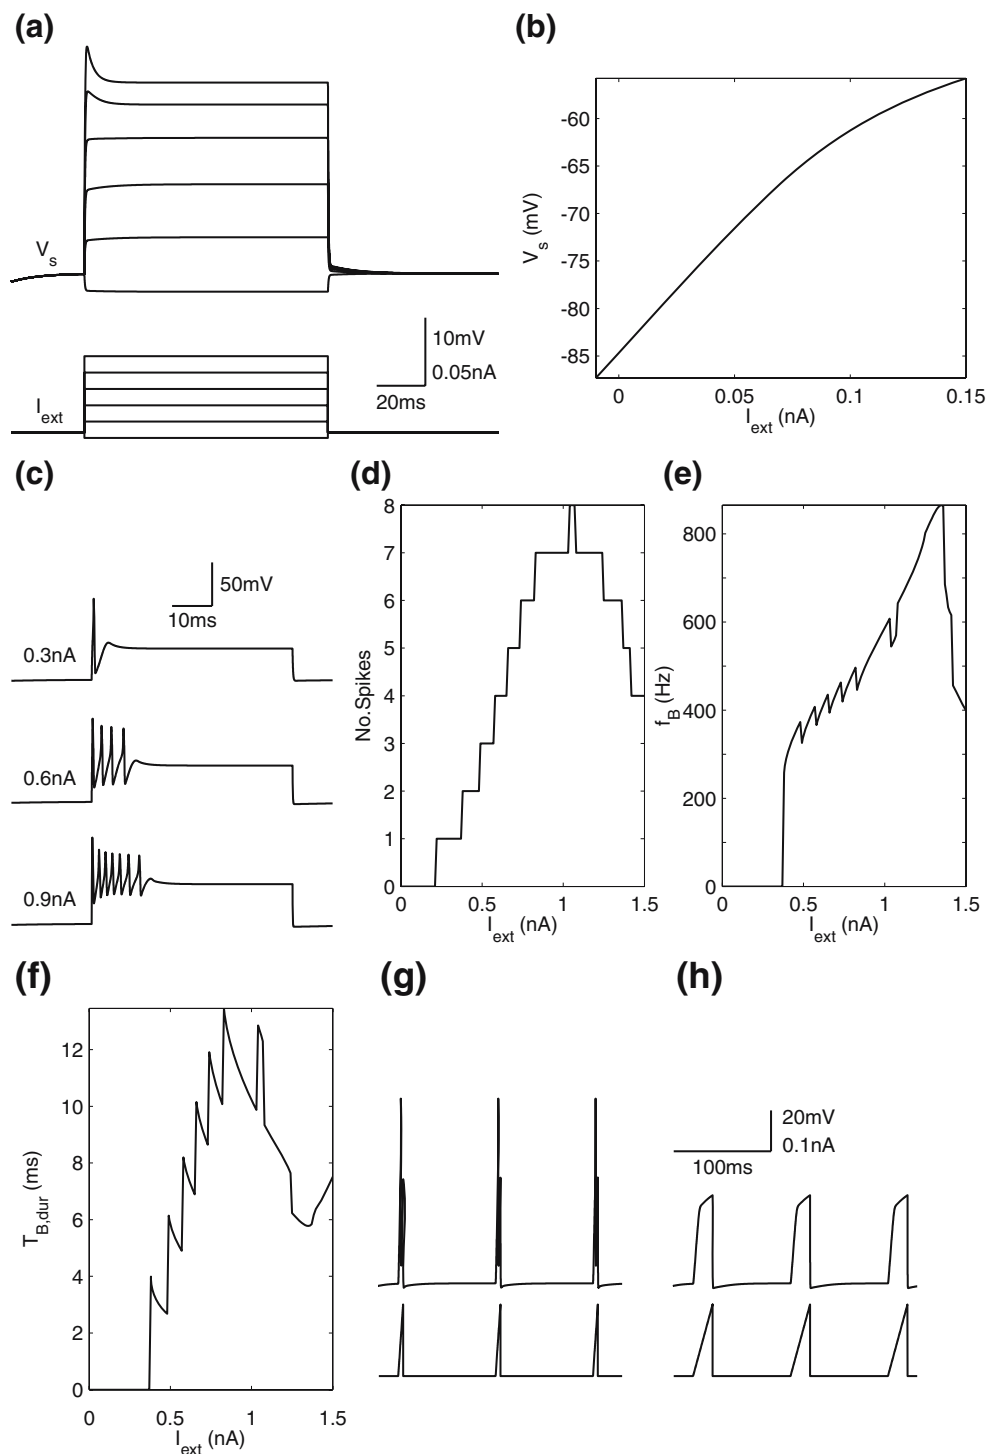 (a)
V_s
10mV
0.05nA
20ms
I_ext
(b)
-60
-65
-70
-75
-80
-85
V_s (mV)
0 0.05 0.1 0.15
I_ext (nA)
(c)
50mV
10ms
0.3nA
0.6nA
0.9nA
(d)
8
7
6
5
4
3
2
1
0
No.Spikes
0 0.5 1 1.5
I_ext (nA)
(e)
800
600
400
200
0
f_B (Hz)
0 0.5 1 1.5
I_ext (nA)
(f)
12
10
8
6
4
2
0
T_B,dur (ms)
0 0.5 1 1.5
I_ext (nA)
(g)
(h)
20mV
0.1nA
100ms